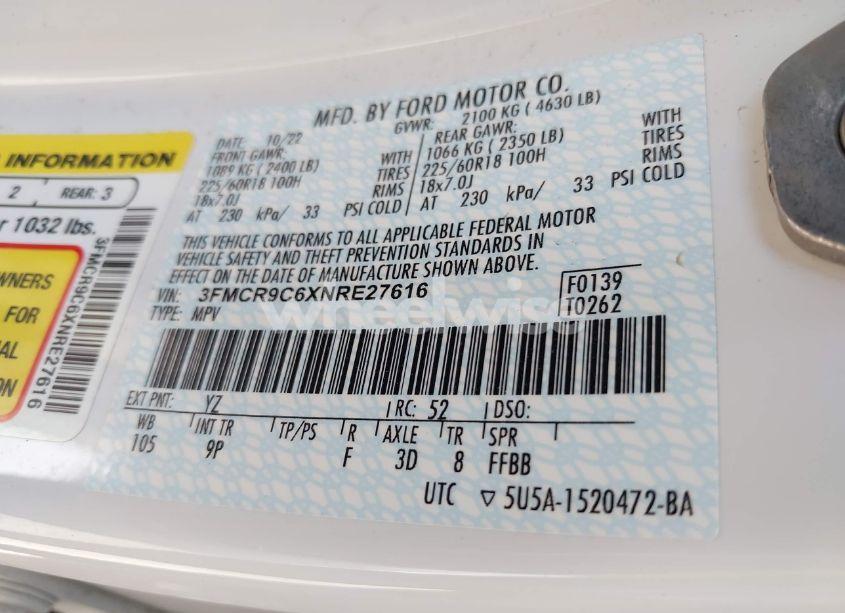 MFD. BY FORD MOTOR CO.
DATE: 10/22 GVWR: 2100 KG ( 4630 LB)
FRONT GAWR: REAR GAWR:
1089 KG ( 2400 LB) WITH 1066 KG ( 2350 LB) WITH
225/60R18 100H TIRES 225/60R18 100H TIRES
18x7.0J RIMS 18x7.0J RIMS
AT 230 kPa/ 33 PSI COLD AT 230 kPa/ 33 PSI COLD
THIS VEHICLE CONFORMS TO ALL APPLICABLE FEDERAL MOTOR
VEHICLE SAFETY AND THEFT PREVENTION STANDARDS IN
EFFECT ON THE DATE OF MANUFACTURE SHOWN ABOVE.
VIN: 3FMCR9C6XNRE27616 F0139
TYPE: MPV T0262
EXT PNT: YZ RC: 52 DSO:
WB INT TR TP/PS R AXLE TR SPR
105 9P F 3D 8 FFBB
UTC ▽ 5U5A-1520472-BA
INFORMATION
2 REAR: 3
1032 lbs.
3FMCR9C6XNRE27616
OWNERS
FOR
wheelwise